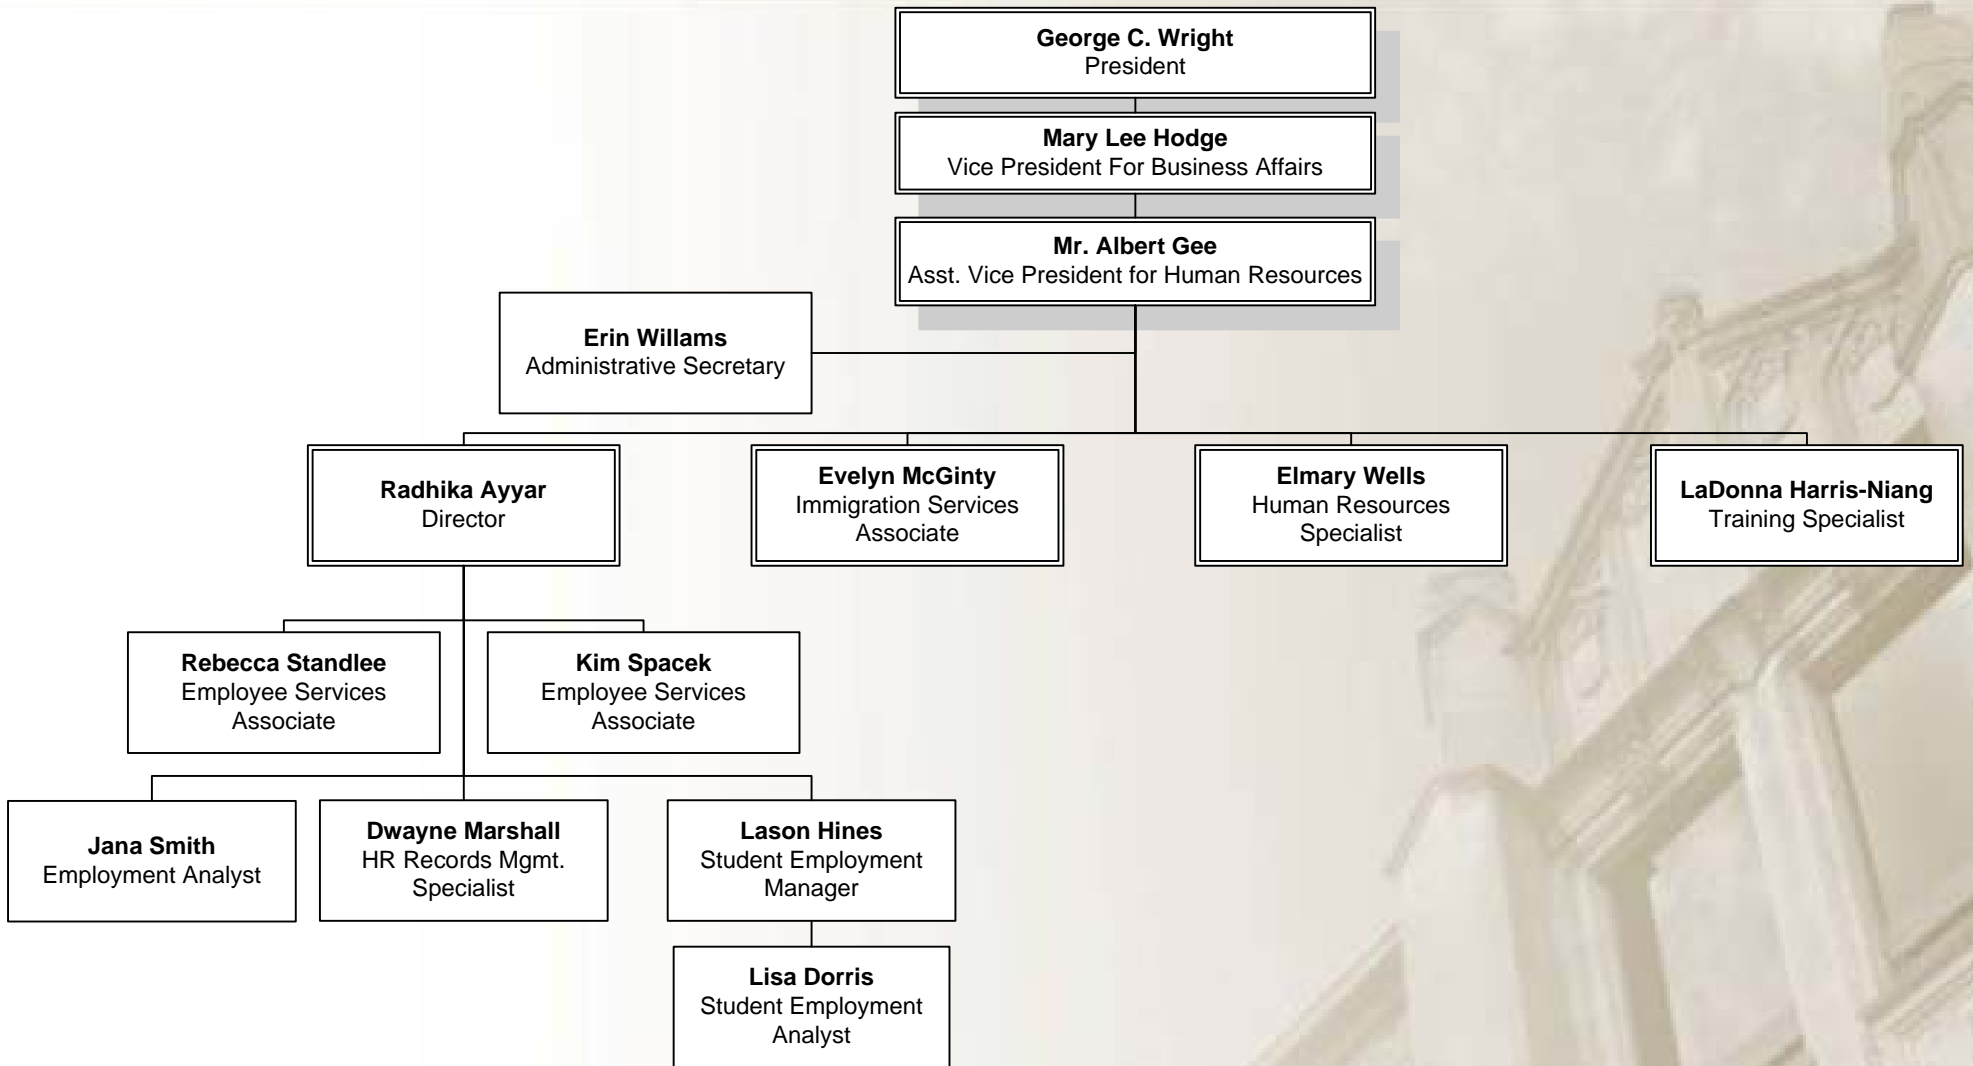 George C. Wright
President
Mary Lee Hodge
Vice President For Business Affairs
Mr. Albert Gee
Asst. Vice President for Human Resources
Erin Willams
Administrative Secretary
Radhika Ayyar
Director
Evelyn McGinty
Immigration Services
Associate
Elmary Wells
Human Resources
Specialist
LaDonna Harris-Niang
Training Specialist
Rebecca Standlee
Employee Services
Associate
Kim Spacek
Employee Services
Associate
Jana Smith
Employment Analyst
Dwayne Marshall
HR Records Mgmt.
Specialist
Lason Hines
Student Employment
Manager
Lisa Dorris
Student Employment
Analyst